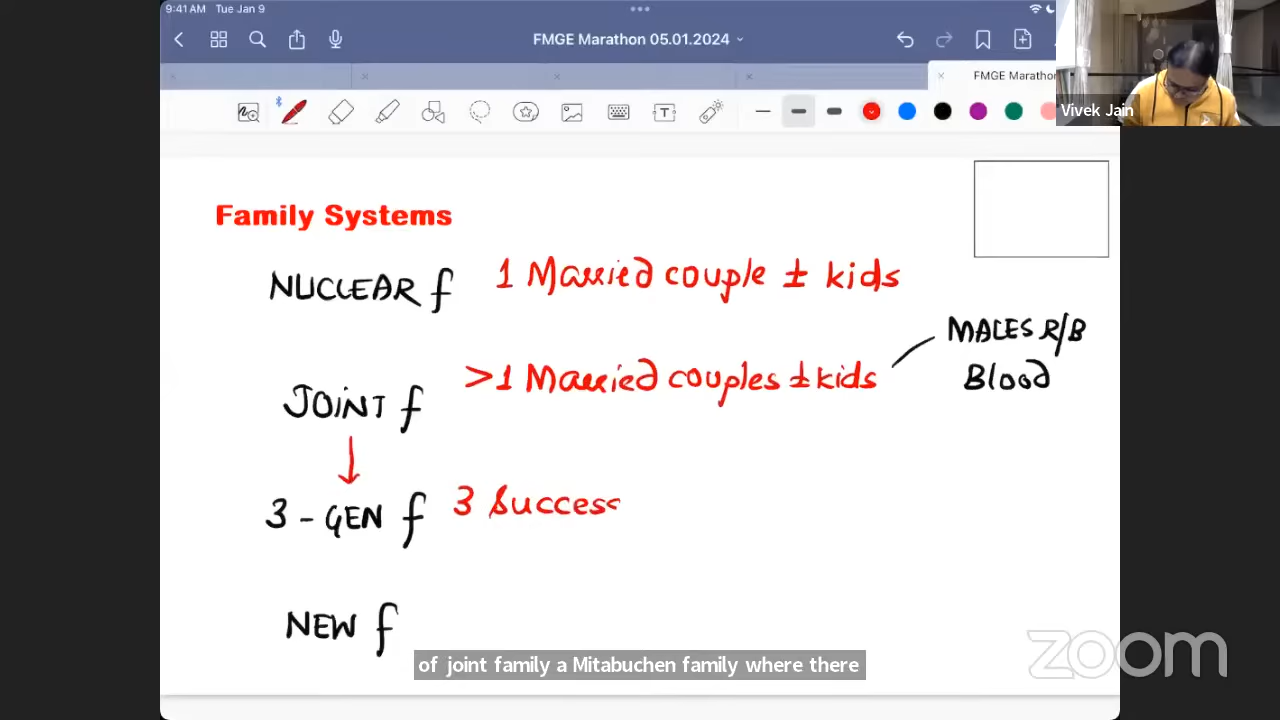 9:41 AM Tue Jan 9
FMGE Marathon 05.01.2024
FMGE Marathon
T
Vivek Jain
Family Systems
NUCLEAR f 1 Married couple ± kids
JOINT f >1 Married couples ± kids
MALES R/B
Blood
3 - GEN f 3 Success
NEW f
of joint family a Mitabuchen family where there
zoom